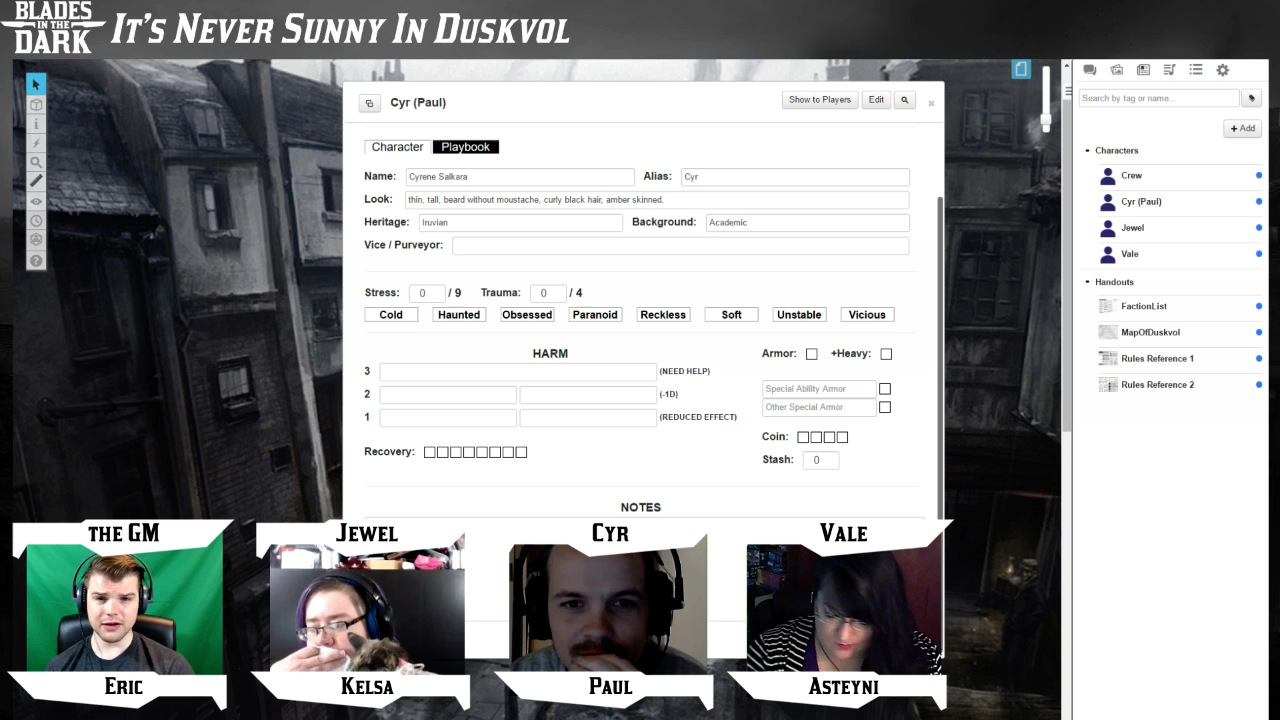 BLADES
IN THE
DARK
It's Never Sunny In Duskvol
Cyr (Paul)
Show to Players
Edit
Character
Playbook
Name: Cyrene Salkara
Alias: Cyr
Look: thin, tall, beard without moustache, curly black hair, amber skinned.
Heritage: Iruvian
Background: Academic
Vice / Purveyor:
Stress: 0 / 9
Trauma: 0 / 4
Cold
Haunted
Obsessed
Paranoid
Reckless
Soft
Unstable
Vicious
HARM
3 (NEED HELP)
2 (-1D)
1 (REDUCED EFFECT)
Recovery:
Armor:
+Heavy:
Special Ability Armor
Other Special Armor
Coin:
Stash: 0
NOTES
Search by tag or name...
+ Add
Characters
Crew
Cyr (Paul)
Jewel
Vale
Handouts
FactionList
MapOfDuskvol
Rules Reference 1
Rules Reference 2
the GM
Jewel
Cyr
Vale
Eric
Kelsa
Paul
Asteyni